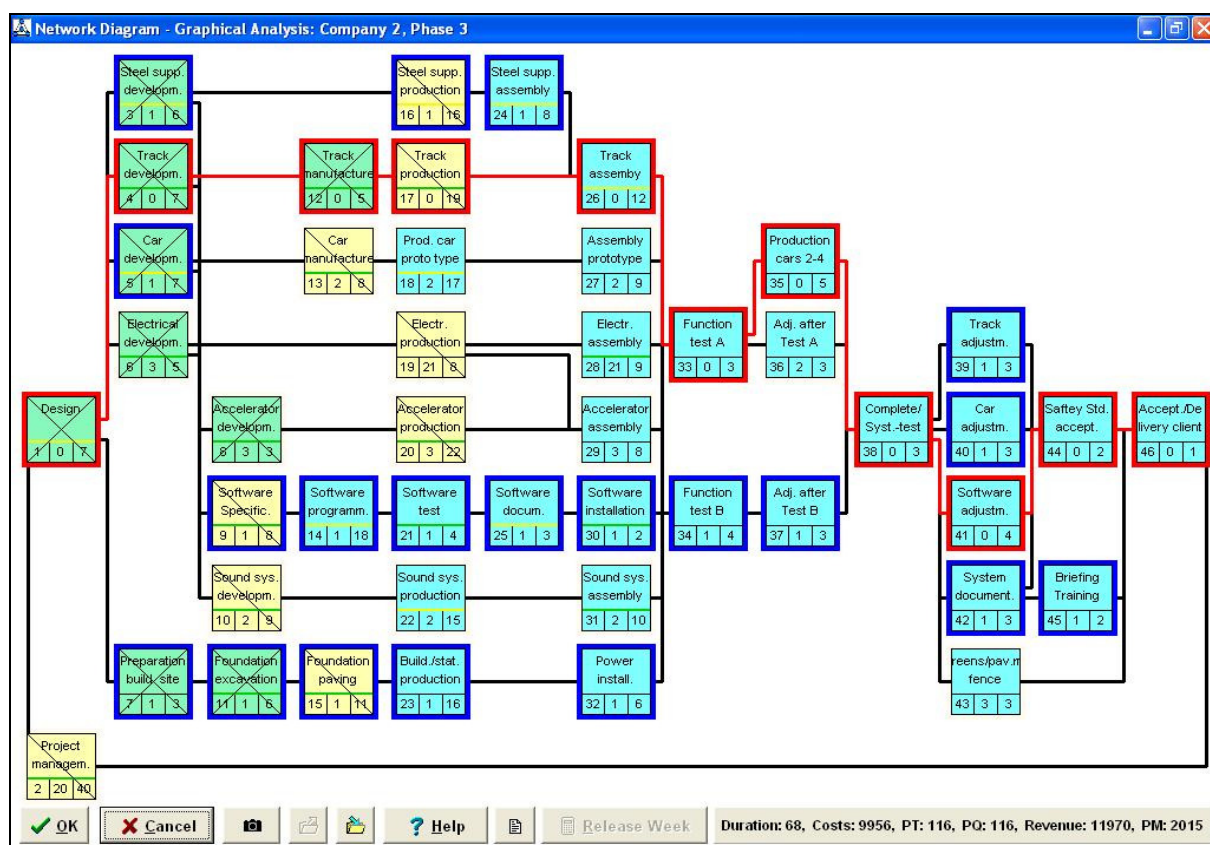 Network Diagram - Graphical Analysis: Company 2, Phase 3
Steel supp.
developm.
3 1 6
Steel supp.
production
16 1 16
Steel supp.
assembly
24 1 8
Track
developm.
4 0 7
Track
manufacture
12 0 5
Track
production
17 0 19
Track
assemby
26 0 12
Car
developm.
5 1 7
Car
manufacture
13 2 8
Prod. car
proto type
18 2 17
Assembly
prototype
27 2 9
Production
cars 2-4
35 0 5
Electrical
developm.
6 3 5
Electr.
production
19 21 8
Electr.
assembly
28 21 9
Function
test A
33 0 3
Adj. after
Test A
36 2 3
Track
adjustm.
39 1 3
Design
1 0 7
Accelerator
developm.
8 3 3
Accelerator
production
20 3 22
Accelerator
assembly
29 3 8
Complete/
Syst.-test
38 0 3
Car
adjustm.
40 1 3
Saftey Std.
accept.
44 0 2
Accept./De
livery client
46 0 1
Software
Specific.
9 1 8
Software
programm.
14 1 18
Software
test
21 1 4
Software
docum.
25 1 3
Software
installation
30 1 2
Function
test B
34 1 4
Adj. after
Test B
37 1 3
Software
adjustm.
41 0 4
Sound sys.
developm.
10 2 9
Sound sys.
production
22 2 15
Sound sys.
assembly
31 2 10
System
document.
42 1 3
Briefing
Training
45 1 2
Preparation
build. site
7 1 3
Foundation
excavation
11 1 6
Foundation
paving
15 1 11
Build./stat.
production
23 1 16
Power
install.
32 1 6
reens/pav.m
fence
43 3 3
Project
managem.
2 20 40
OK
Cancel
Help
Release Week
Duration: 68, Costs: 9956, PT: 116, PQ: 116, Revenue: 11970, PM: 2015